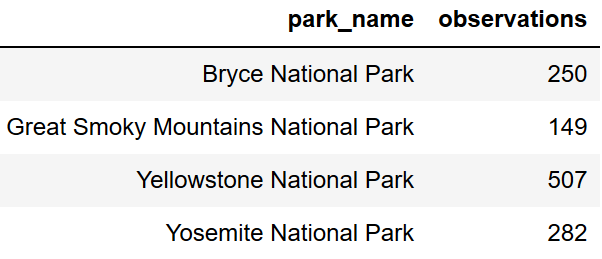 park_name observations
Bryce National Park 250
Great Smoky Mountains National Park 149
Yellowstone National Park 507
Yosemite National Park 282